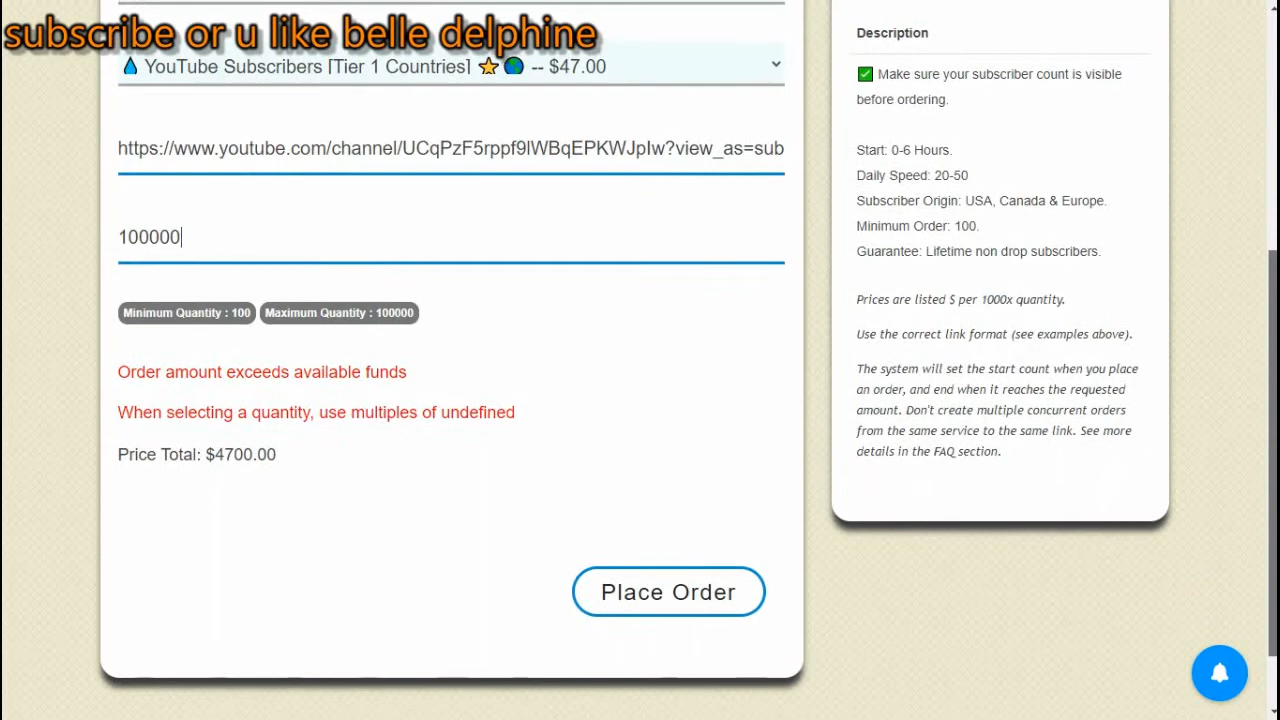 subscribe or u like belle delphine
YouTube Subscribers [Tier 1 Countries] -- $47.00
https://www.youtube.com/channel/UCqPzF5rppf9lWBqEPKWJpIw?view_as=sub
100000
Minimum Quantity : 100 Maximum Quantity : 100000
Order amount exceeds available funds
When selecting a quantity, use multiples of undefined
Price Total: $4700.00
Place Order
Description
✅ Make sure your subscriber count is visible
before ordering.
Start: 0-6 Hours.
Daily Speed: 20-50
Subscriber Origin: USA, Canada & Europe.
Minimum Order: 100.
Guarantee: Lifetime non drop subscribers.
Prices are listed $ per 1000x quantity.
Use the correct link format (see examples above).
The system will set the start count when you place
an order, and end when it reaches the requested
amount. Don't create multiple concurrent orders
from the same service to the same link. See more
details in the FAQ section.